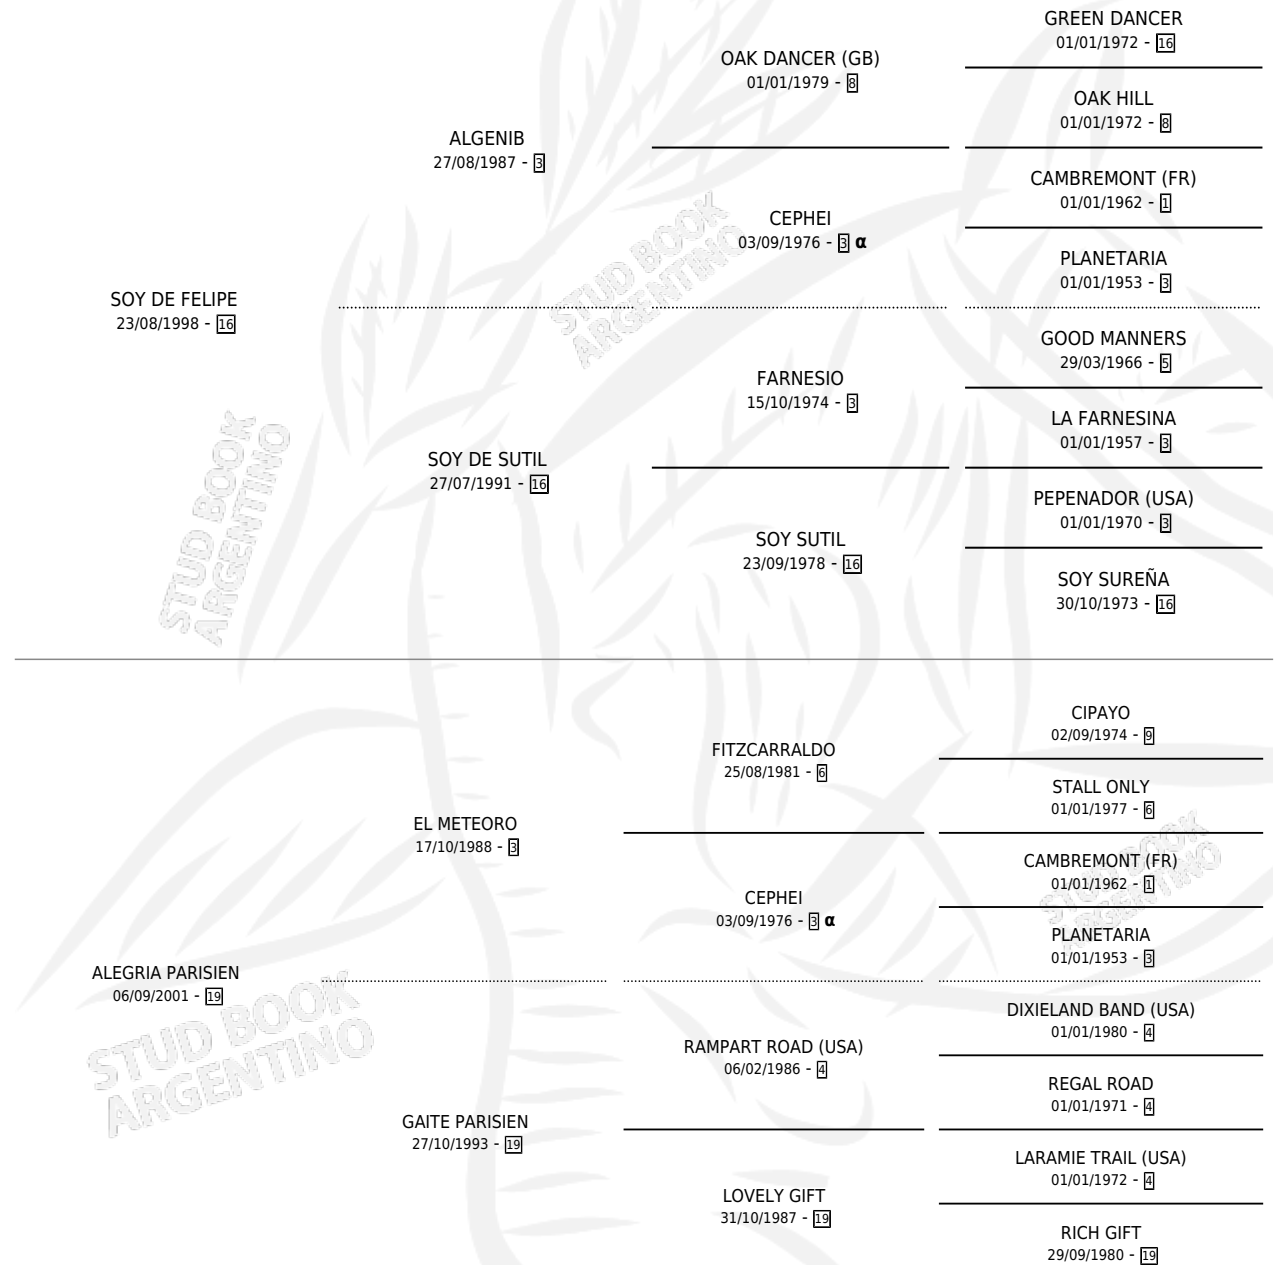 GREEN DANCER
01/01/1972 - 16
OAK DANCER (GB)
01/01/1979 - 8
OAK HILL
01/01/1972 - 8
ALGENIB
27/08/1987 - 3
CAMBREMONT (FR)
01/01/1962 - 1
CEPHEI
03/09/1976 - 3 α
PLANETARIA
01/01/1953 - 3
SOY DE FELIPE
23/08/1998 - 16
GOOD MANNERS
29/03/1966 - 5
FARNESIO
15/10/1974 - 3
LA FARNESINA
01/01/1957 - 3
SOY DE SUTIL
27/07/1991 - 16
PEPENADOR (USA)
01/01/1970 - 3
SOY SUTIL
23/09/1978 - 16
SOY SUREÑA
30/10/1973 - 16
CIPAYO
02/09/1974 - 9
FITZCARRALDO
25/08/1981 - 6
STALL ONLY
01/01/1977 - 6
EL METEORO
17/10/1988 - 3
CAMBREMONT (FR)
01/01/1962 - 1
CEPHEI
03/09/1976 - 3 α
PLANETARIA
01/01/1953 - 3
ALEGRIA PARISIEN
06/09/2001 - 19
DIXIELAND BAND (USA)
01/01/1980 - 4
RAMPART ROAD (USA)
06/02/1986 - 4
REGAL ROAD
01/01/1971 - 4
GAITE PARISIEN
27/10/1993 - 19
LARAMIE TRAIL (USA)
01/01/1972 - 4
LOVELY GIFT
31/10/1987 - 19
RICH GIFT
29/09/1980 - 19
STUD BOOK
ARGENTINO
STUD BOOK
ARGENTINO
STUD BOOK
ARGENTINO
STUD BOOK
ARGENTINO